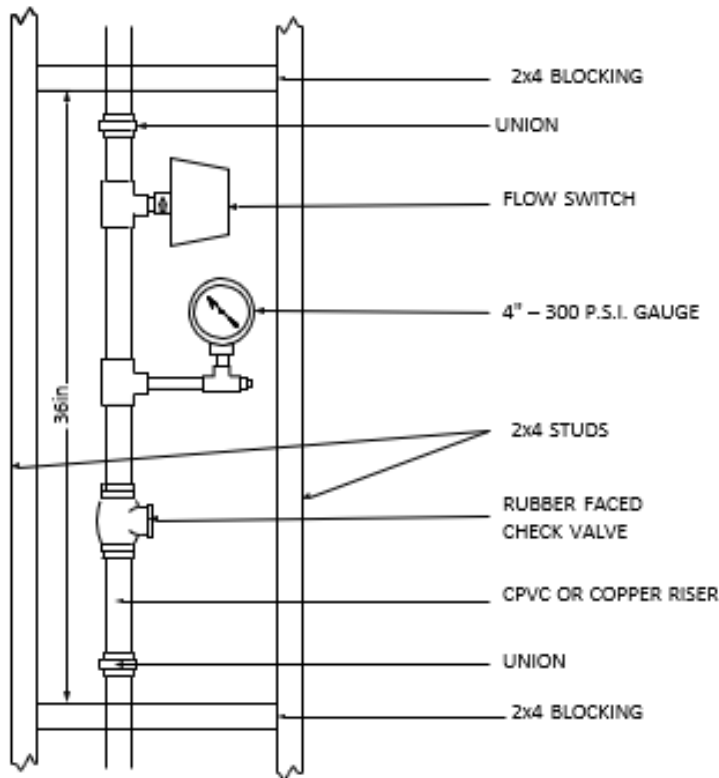 2x4 BLOCKING
UNION
FLOW SWITCH
4" – 300 P.S.I. GAUGE
36in
2x4 STUDS
RUBBER FACED
CHECK VALVE
CPVC OR COPPER RISER
UNION
2x4 BLOCKING